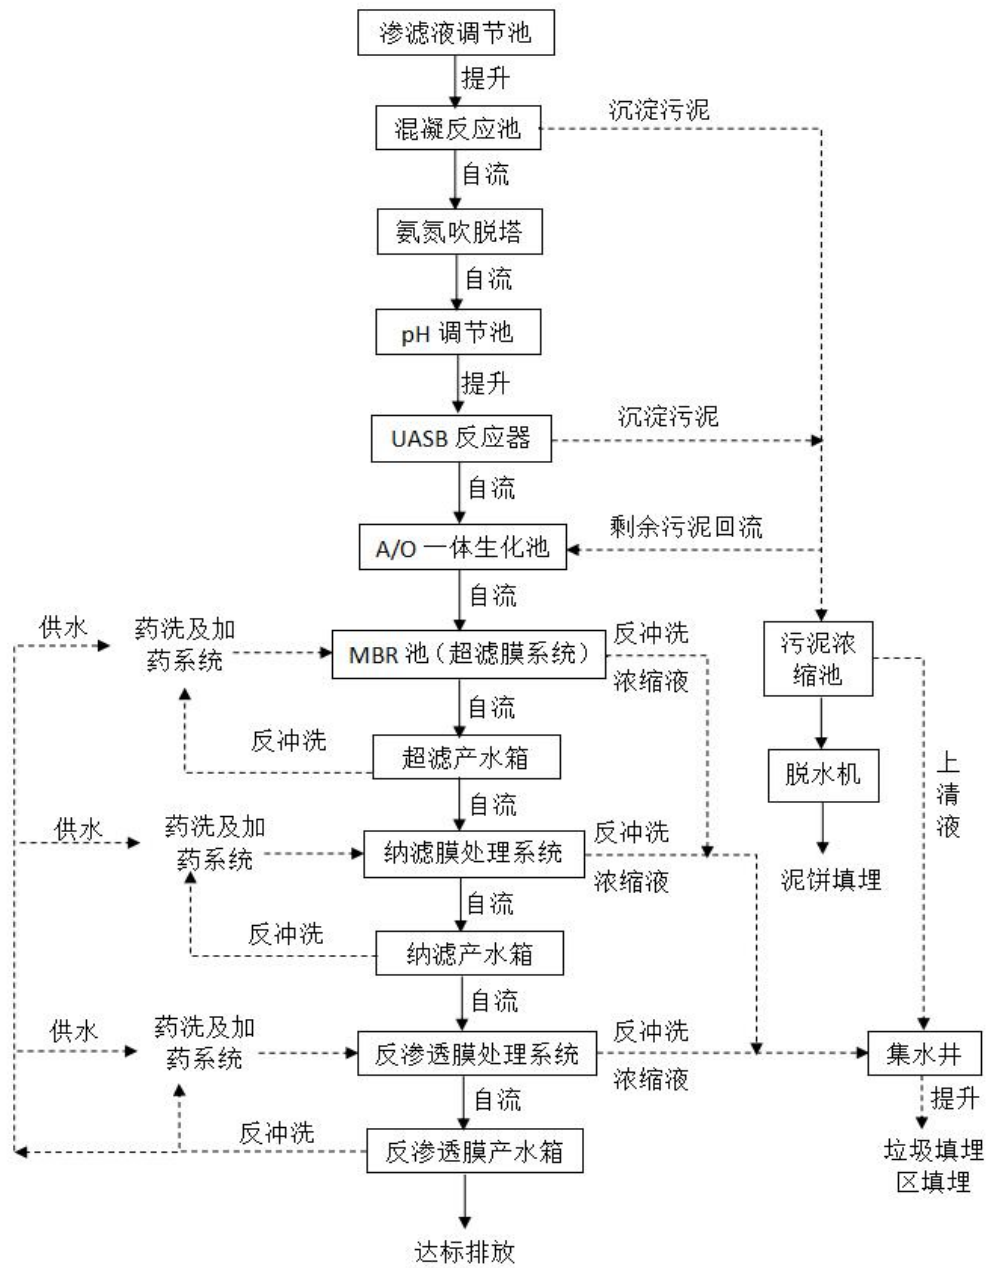 渗滤液调节池
提升
混凝反应池
沉淀污泥
自流
氨氮吹脱塔
自流
pH 调节池
提升
UASB 反应器
沉淀污泥
自流
A/O 一体生化池
剩余污泥回流
自流
供水
药洗及加
药系统
MBR 池（超滤膜系统）
反冲洗
浓缩液
污泥浓
缩池
自流
反冲洗
超滤产水箱
脱水机
上
清
液
自流
供水
药洗及加
药系统
纳滤膜处理系统
反冲洗
浓缩液
泥饼填埋
自流
反冲洗
纳滤产水箱
自流
供水
药洗及加
药系统
反渗透膜处理系统
反冲洗
浓缩液
集水井
自流
提升
反冲洗
反渗透膜产水箱
垃圾填埋
区填埋
达标排放